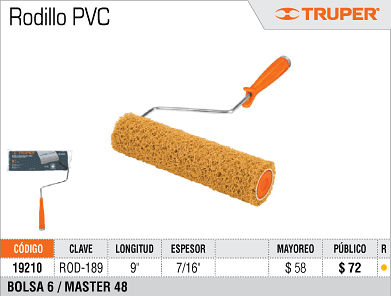 Rodillo PVC
TRUPER®
TRUPER
CÓDIGO CLAVE LONGITUD ESPESOR MAYOREO PÚBLICO R
19210 ROD-189 9" 7/16" $ 58 $ 72
BOLSA 6 / MASTER 48